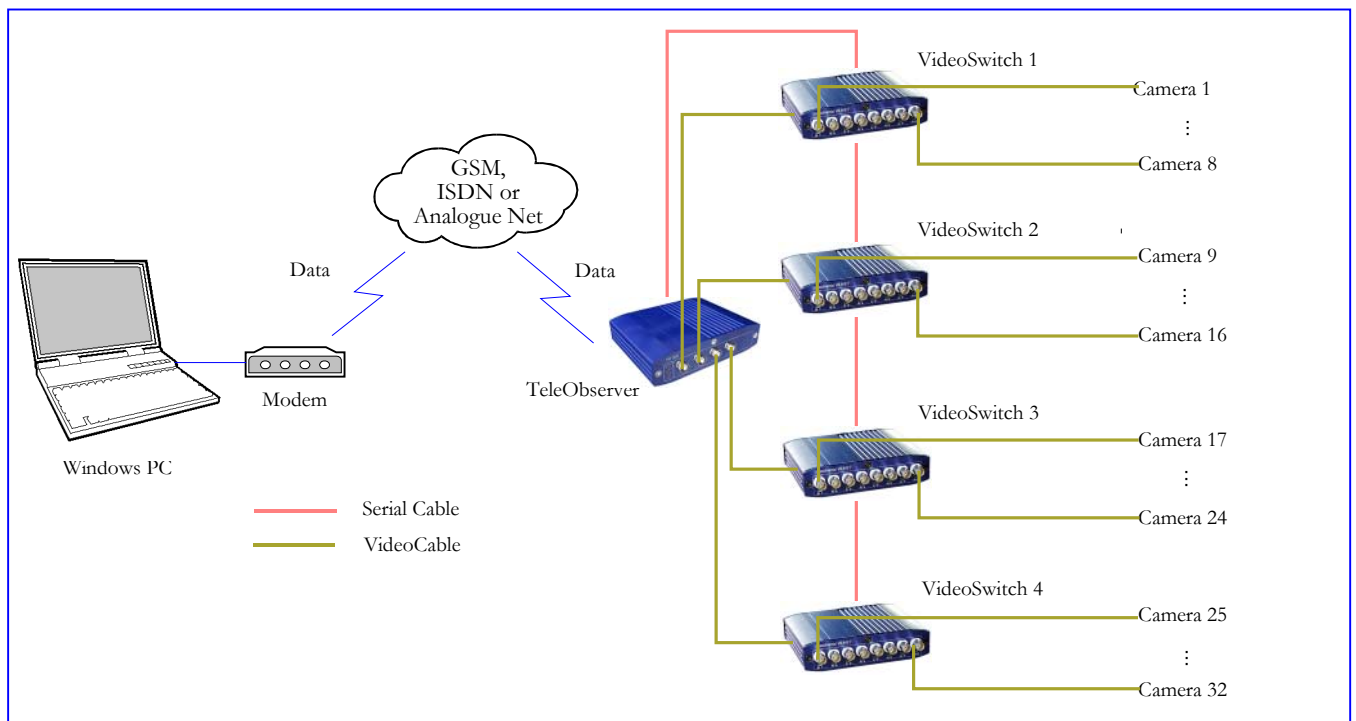 VideoSwitch 1
Camera 1
Camera 8
GSM,
ISDN or
Analogue Net
VideoSwitch 2
Camera 9
Data
Data
Camera 16
TeleObserver
Modem
VideoSwitch 3
Camera 17
Windows PC
Serial Cable
Camera 24
VideoCable
VideoSwitch 4
Camera 25
Camera 32